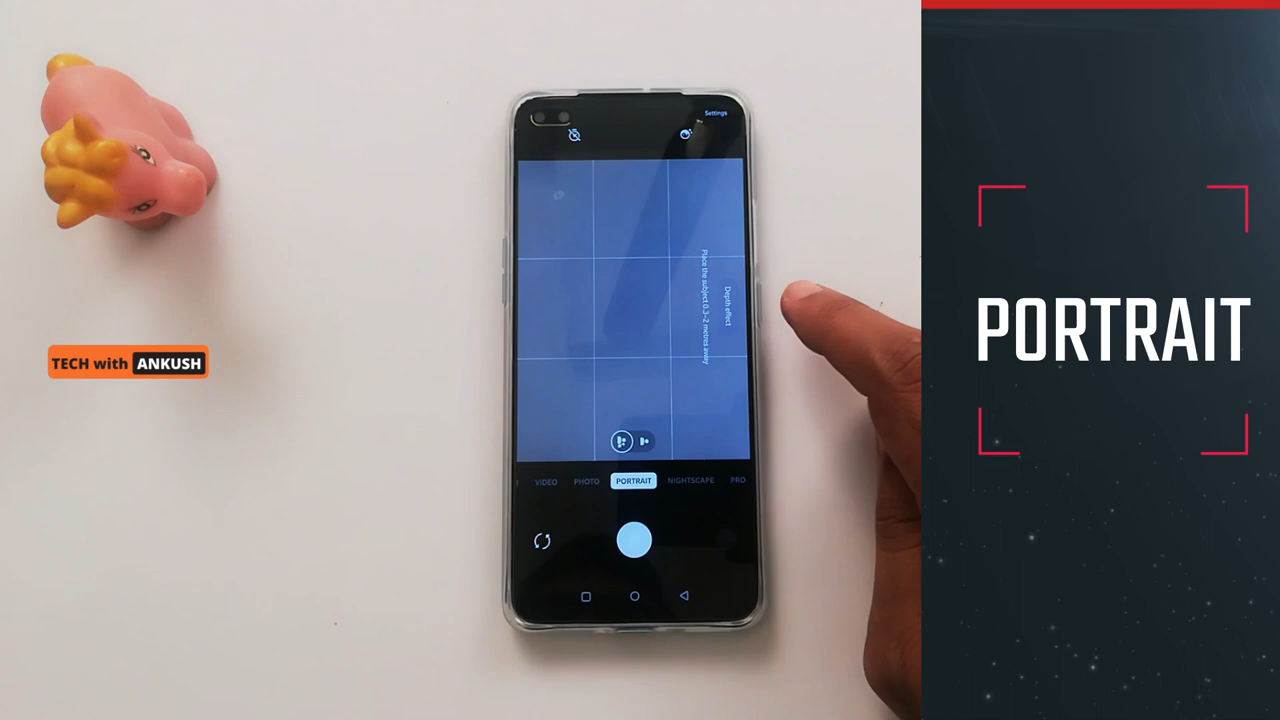 TECH with ANKUSH
Settings
Depth effect
Place the subject 0.3-2 metres away
VIDEO PHOTO PORTRAIT NIGHTSCAPE PRO
PORTRAIT